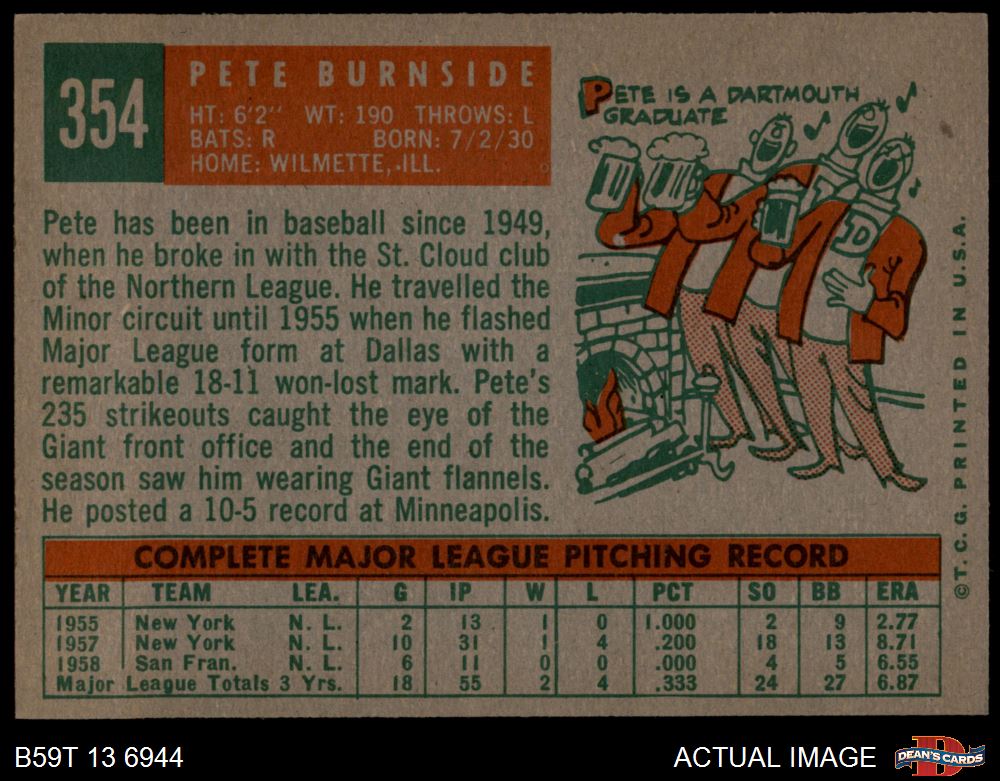 354
PETE BURNSIDE
HT: 6'2" WT: 190 THROWS: L
BATS: R BORN: 7/2/30
HOME: WILMETTE, ILL.
PETE IS A DARTMOUTH
GRADUATE
D
Pete has been in baseball since 1949,
when he broke in with the St. Cloud club
of the Northern League. He travelled the
Minor circuit until 1955 when he flashed
Major League form at Dallas with a
remarkable 18-11 won-lost mark. Pete's
235 strikeouts caught the eye of the
Giant front office and the end of the
season saw him wearing Giant flannels.
He posted a 10-5 record at Minneapolis.
COMPLETE MAJOR LEAGUE PITCHING RECORD
YEAR TEAM LEA. G IP W L PCT SO BB ERA
1955 New York N. L. 2 13 1 0 1.000 2 9 2.77
1957 New York N. L. 10 31 1 4 .200 18 13 8.71
1958 San Fran. N. L. 6 11 0 0 .000 4 5 6.55
Major League Totals 3 Yrs. 18 55 2 4 .333 24 27 6.87
© T. C. G. PRINTED IN U.S.A.
B59T 13 6944
ACTUAL IMAGE
D
DEAN'S CARDS